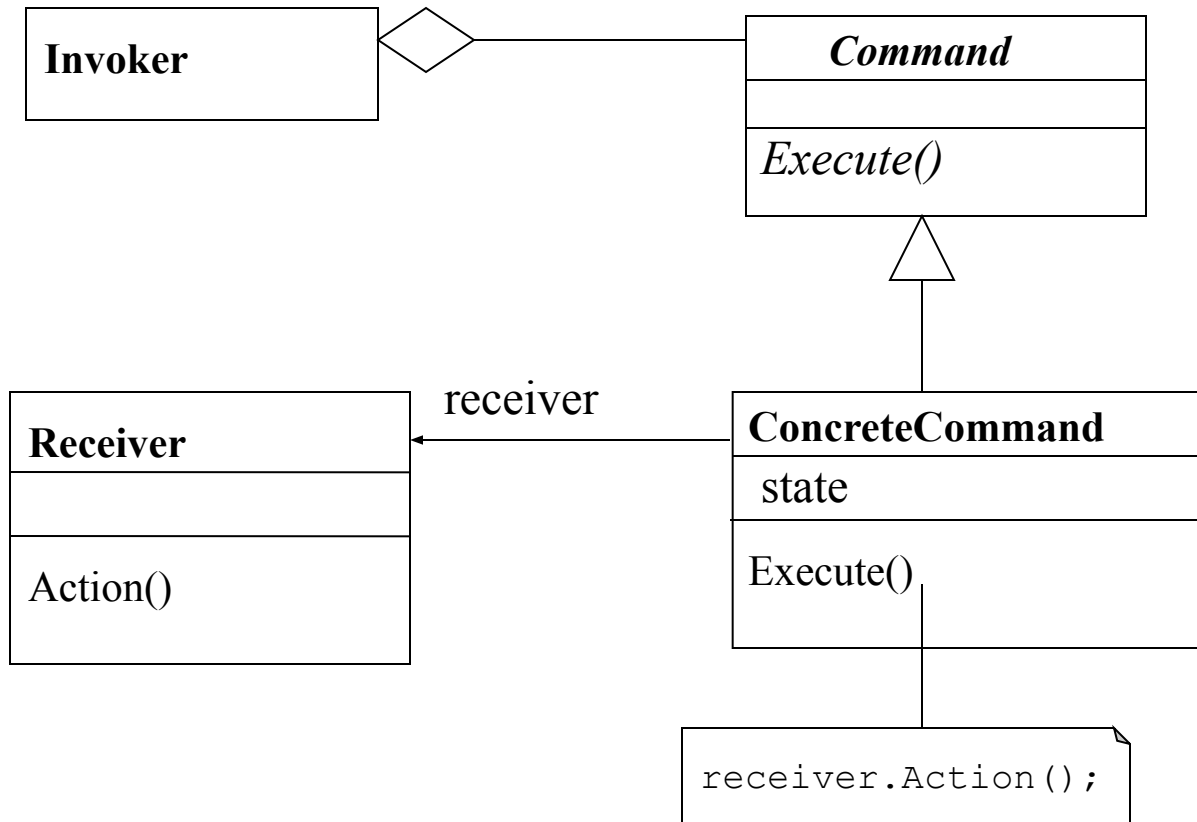 Invoker
Command
Execute()
receiver
Receiver
Action()
ConcreteCommand
state
Execute()
receiver.Action();